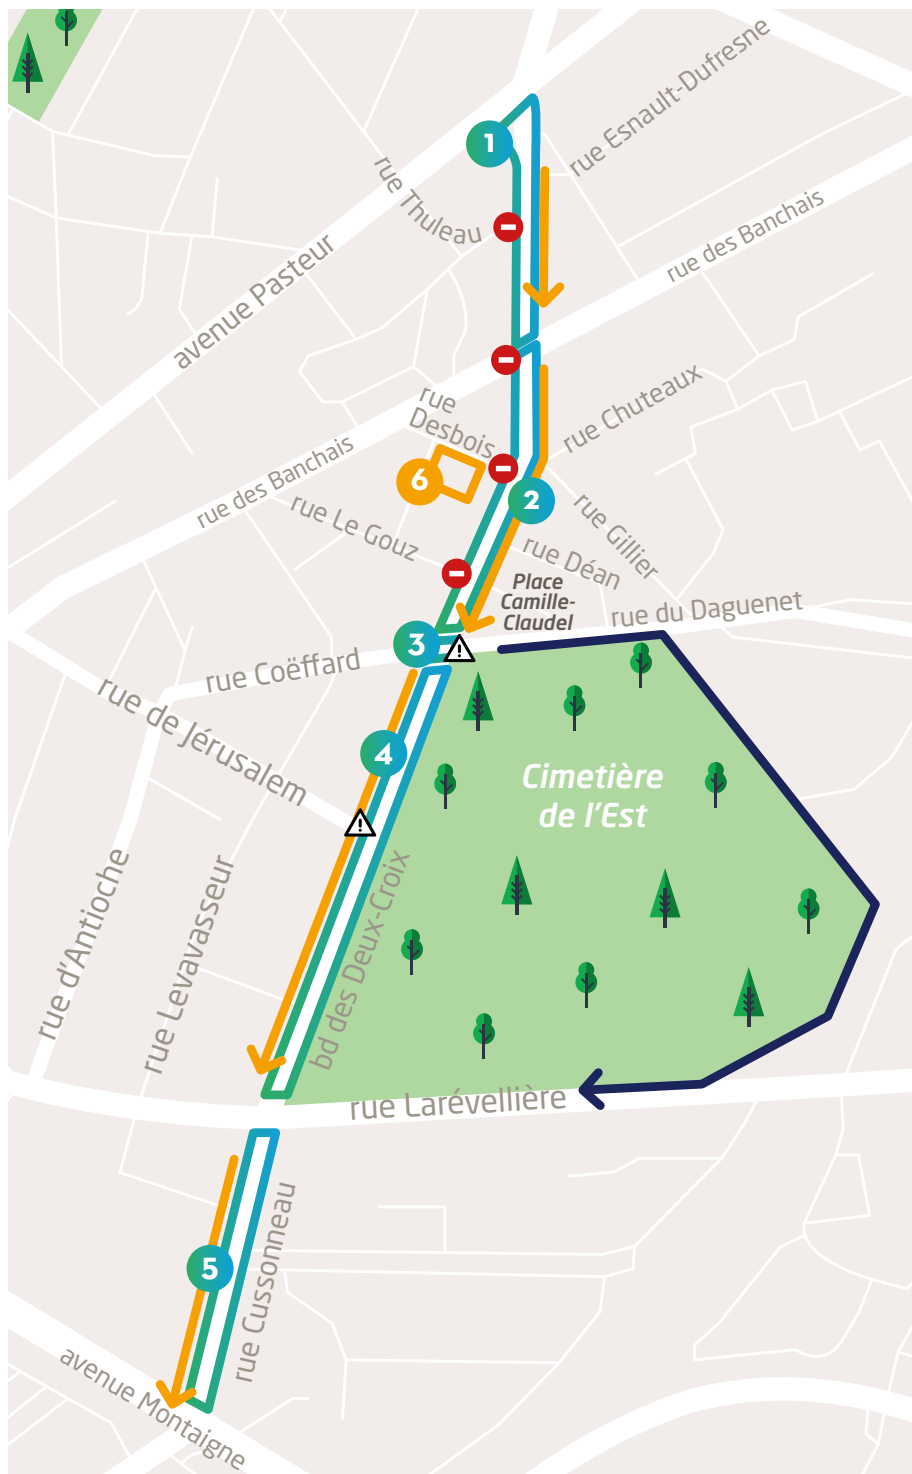 rue Esnault-Dufresne
1
rue Thuleau
rue des Banchais
avenue Pasteur
rue Chuteaux
rue
Desbois
rue des Banchais
6
2
rue Le Gouz
rue Gillier
rue Déan
Place
Camille-
Claudel
rue du Daguenet
3
!
rue Coëffard
rue de Jérusalem
4
Cimetière
de l'Est
!
rue d'Antioche
rue Levavasseur
bd des Deux-Croix
rue Larévellière
5
rue Cussonneau
avenue Montaigne